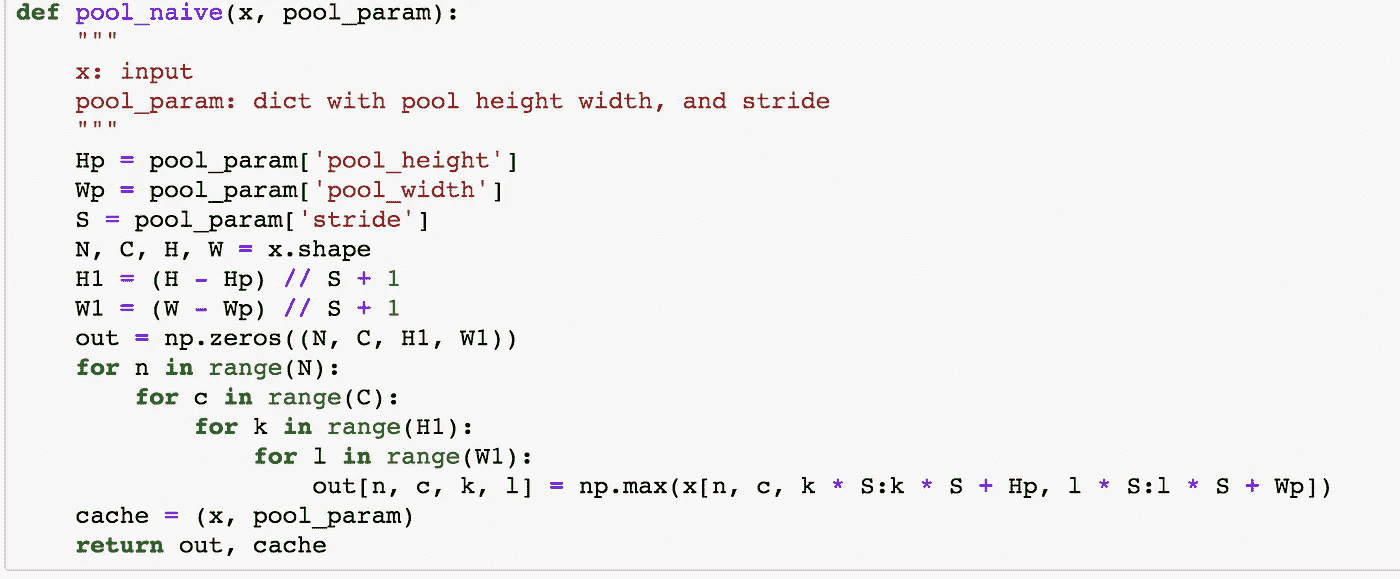 def pool_naive(x, pool_param):
    """
    x: input
    pool_param: dict with pool height width, and stride
    """
    Hp = pool_param['pool_height']
    Wp = pool_param['pool_width']
    S = pool_param['stride']
    N, C, H, W = x.shape
    H1 = (H - Hp) // S + 1
    W1 = (W - Wp) // S + 1
    out = np.zeros((N, C, H1, W1))
    for n in range(N):
        for c in range(C):
            for k in range(H1):
                for l in range(W1):
                    out[n, c, k, l] = np.max(x[n, c, k * S:k * S + Hp, l * S:l * S + Wp])
    cache = (x, pool_param)
    return out, cache